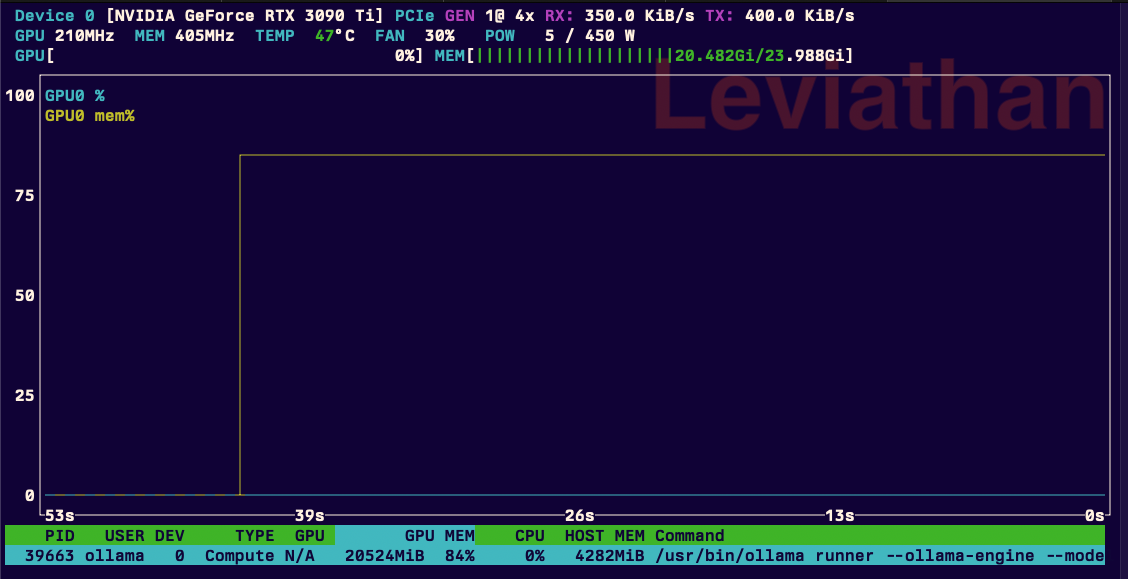 Device 0 [NVIDIA GeForce RTX 3090 Ti] PCIe GEN 1@ 4x RX: 350.0 KiB/s TX: 400.0 KiB/s
GPU 210MHz MEM 405MHz TEMP 47°C FAN 30% POW 5 / 450 W
GPU[ 0%] MEM[||||||||||||||||||||20.482Gi/23.988Gi]
Leviathan
100
GPU0 %
GPU0 mem%
75
50
25
0
53s 39s 26s 13s 0s
PID USER DEV TYPE GPU GPU MEM CPU HOST MEM Command
39663 ollama 0 Compute N/A 20524MiB 84% 0% 4282MiB /usr/bin/ollama runner --ollama-engine --mode